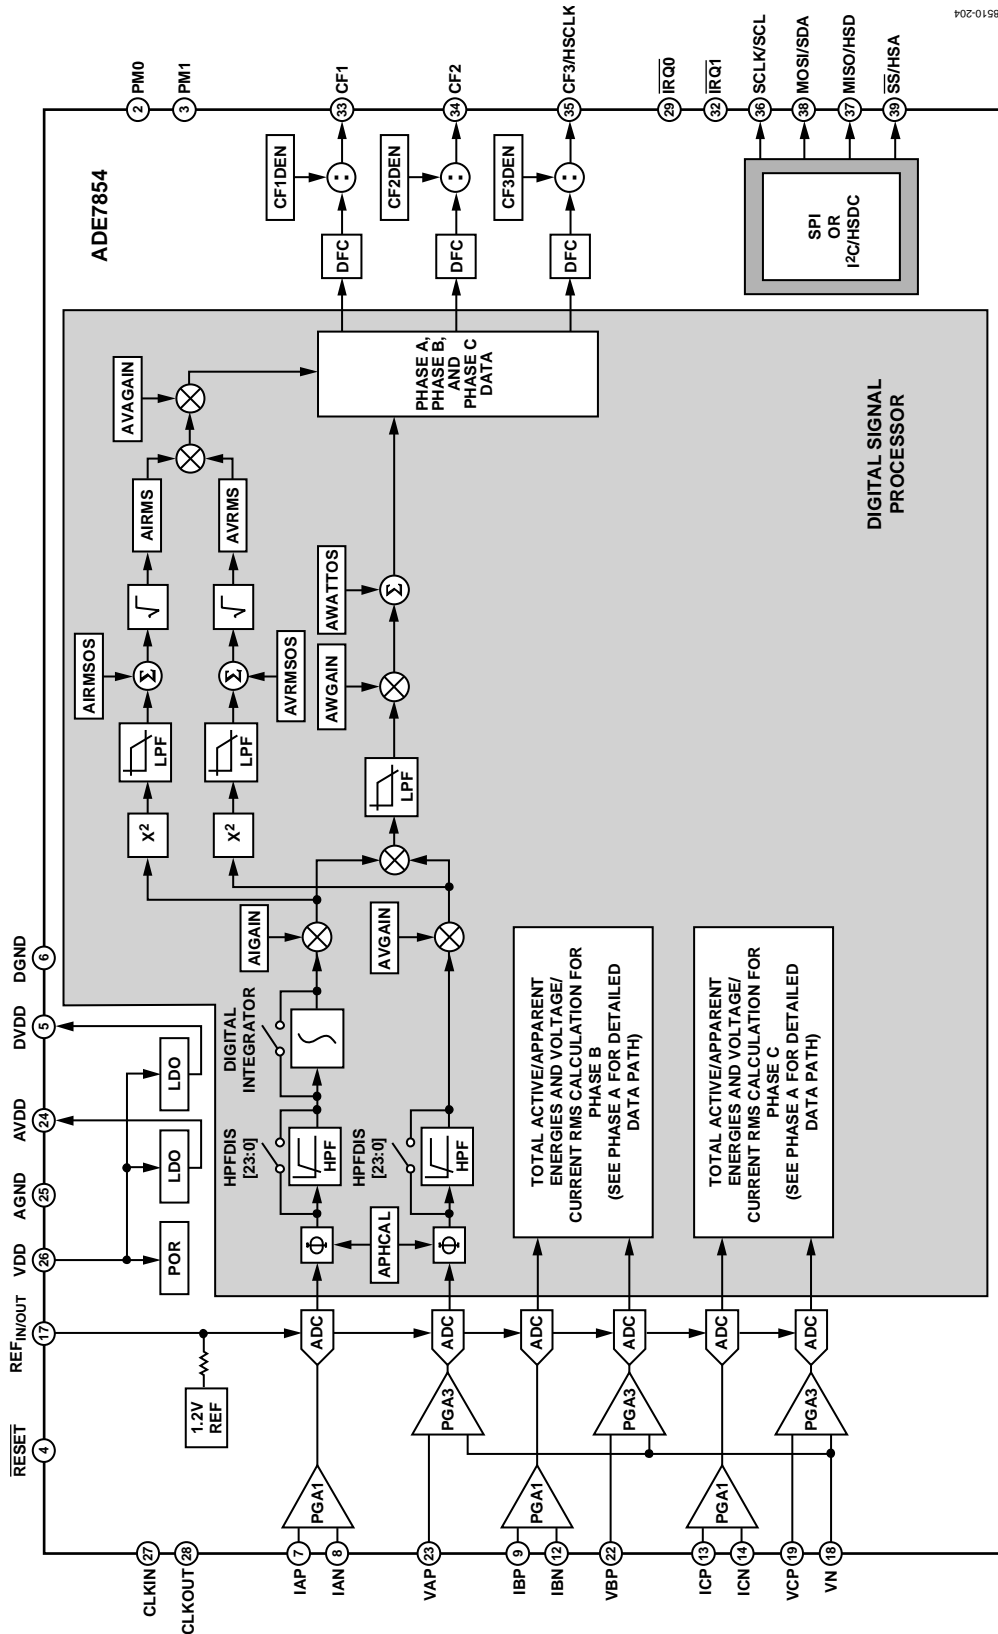 RESET
4
REF IN/OUT
17
VDD
26
AGND
25
AVDD
24
DVDD
5
DGND
6
CLKIN
27
CLKOUT
28
IAP
7
IAN
8
VAP
23
IBP
9
IBN
12
VBP
22
ICP
13
ICN
14
VCP
19
VN
18
1.2V
REF
POR
LDO
LDO
PGA1
PGA3
PGA1
PGA3
PGA1
PGA3
ADC
ADC
ADC
ADC
ADC
ADC
Φ
Φ
APHCAL
HPFDIS
[23:0]
HPF
HPFDIS
[23:0]
HPF
DIGITAL
INTEGRATOR
AIGAIN
AVGAIN
X²
LPF
AIRMSOS
Σ
√
AIRMS
X²
LPF
AVRMSOS
Σ
√
AVRMS
AVAGAIN
LPF
AWGAIN
AWATTOS
Σ
TOTAL ACTIVE/APPARENT
ENERGIES AND VOLTAGE/
CURRENT RMS CALCULATION FOR
PHASE B
(SEE PHASE A FOR DETAILED
DATA PATH)
TOTAL ACTIVE/APPARENT
ENERGIES AND VOLTAGE/
CURRENT RMS CALCULATION FOR
PHASE C
(SEE PHASE A FOR DETAILED
DATA PATH)
PHASE A,
PHASE B,
AND
PHASE C
DATA
DIGITAL SIGNAL
PROCESSOR
ADE7854
DFC
CF1DEN
:
DFC
CF2DEN
:
DFC
CF3DEN
:
SPI
OR
I²C/HSDC
2
PM0
3
PM1
33
CF1
34
CF2
35
CF3/HSCLK
29
IRQ0
32
IRQ1
36
SCLK/SCL
38
MOSI/SDA
37
MISO/HSD
39
SS/HSA
8510-204